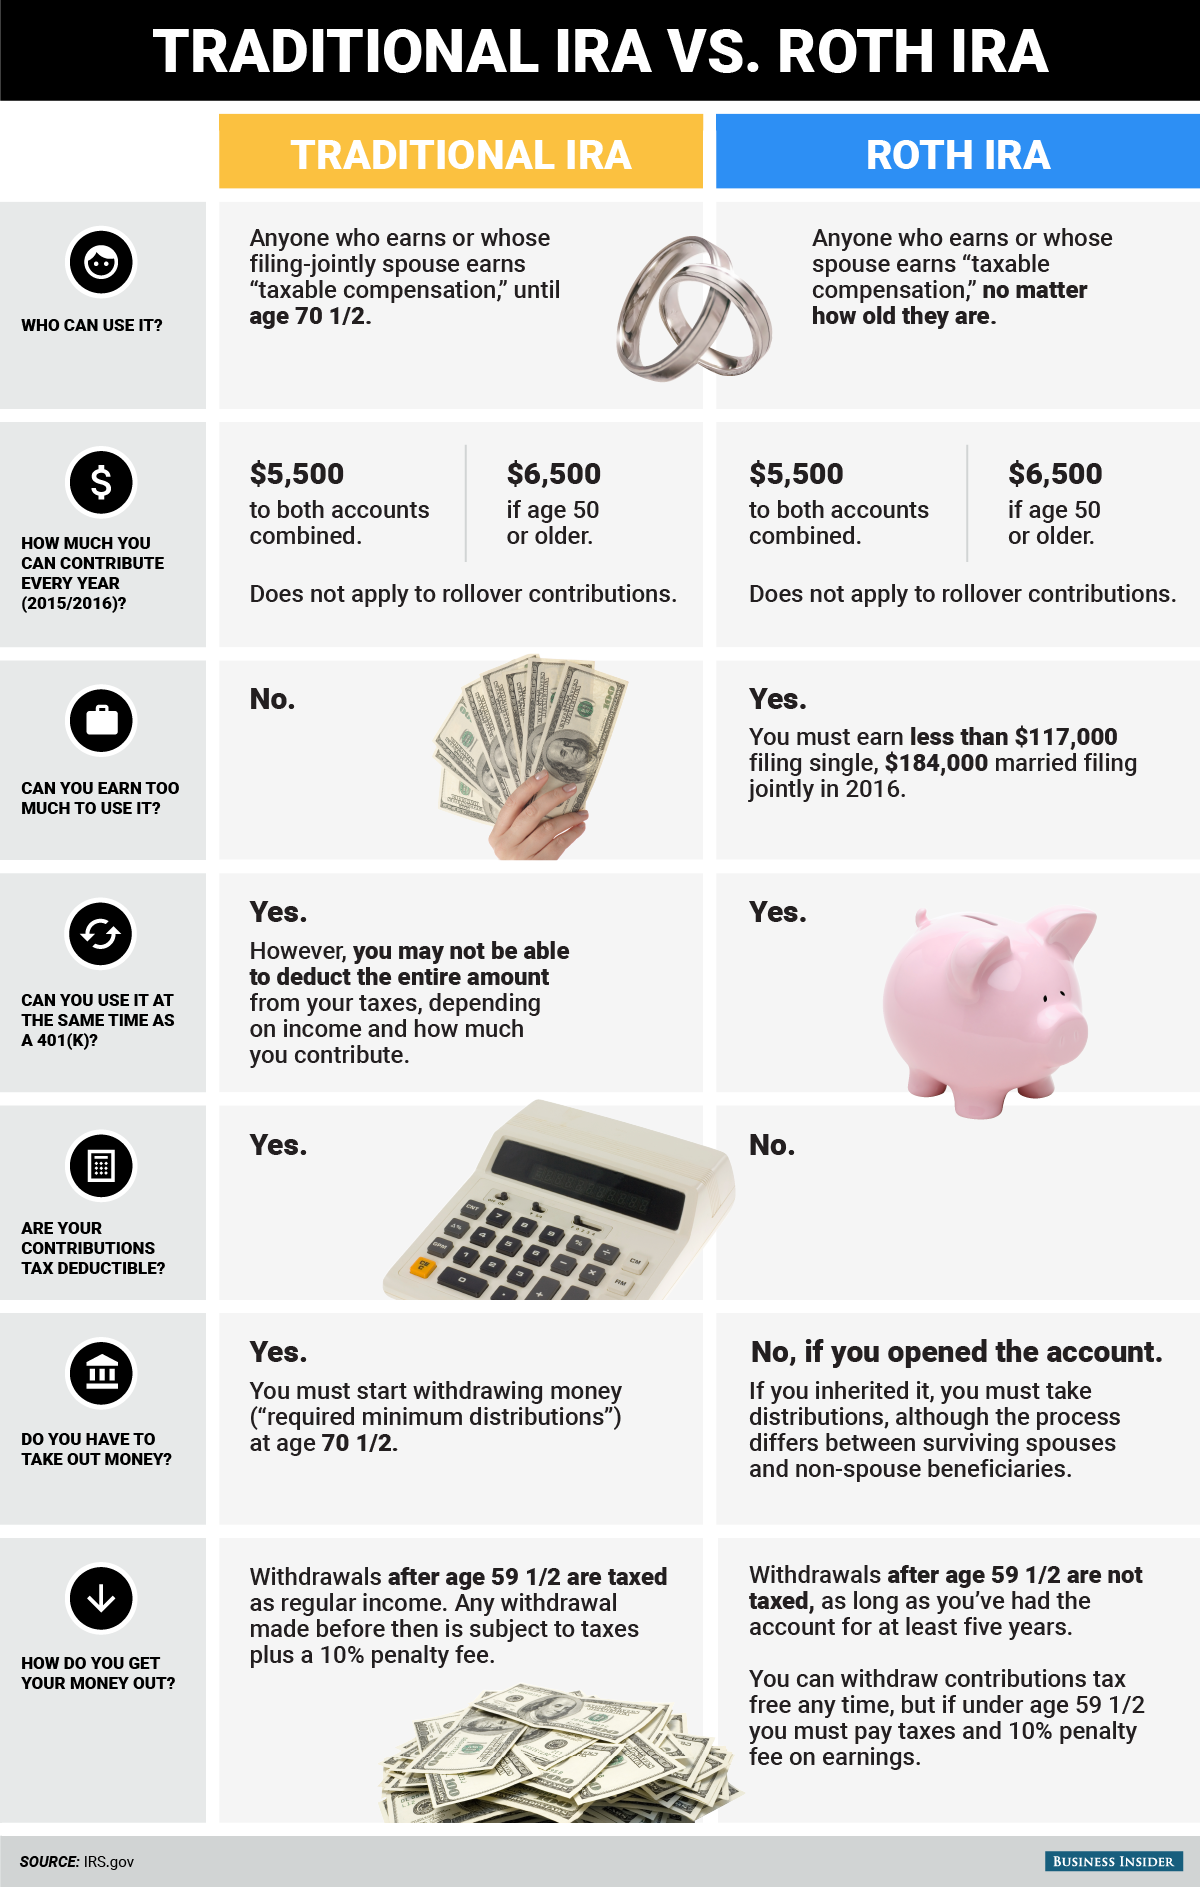 TRADITIONAL IRA VS. ROTH IRA
TRADITIONAL IRA
ROTH IRA
WHO CAN USE IT?
Anyone who earns or whose
filing-jointly spouse earns
“taxable compensation,” until
age 70 1/2.
Anyone who earns or whose
spouse earns “taxable
compensation,” no matter
how old they are.
HOW MUCH YOU
CAN CONTRIBUTE
EVERY YEAR
(2015/2016)?
$5,500
to both accounts
combined.
$6,500
if age 50
or older.
Does not apply to rollover contributions.
$5,500
to both accounts
combined.
$6,500
if age 50
or older.
Does not apply to rollover contributions.
CAN YOU EARN TOO
MUCH TO USE IT?
No.
Yes.
You must earn less than $117,000
filing single, $184,000 married filing
jointly in 2016.
CAN YOU USE IT AT
THE SAME TIME AS
A 401(K)?
Yes.
However, you may not be able
to deduct the entire amount
from your taxes, depending
on income and how much
you contribute.
Yes.
ARE YOUR
CONTRIBUTIONS
TAX DEDUCTIBLE?
Yes.
No.
DO YOU HAVE TO
TAKE OUT MONEY?
Yes.
You must start withdrawing money
(“required minimum distributions”)
at age 70 1/2.
No, if you opened the account.
If you inherited it, you must take
distributions, although the process
differs between surviving spouses
and non-spouse beneficiaries.
HOW DO YOU GET
YOUR MONEY OUT?
Withdrawals after age 59 1/2 are taxed
as regular income. Any withdrawal
made before then is subject to taxes
plus a 10% penalty fee.
Withdrawals after age 59 1/2 are not
taxed, as long as you’ve had the
account for at least five years.
You can withdraw contributions tax
free any time, but if under age 59 1/2
you must pay taxes and 10% penalty
fee on earnings.
SOURCE: IRS.gov
BUSINESS INSIDER